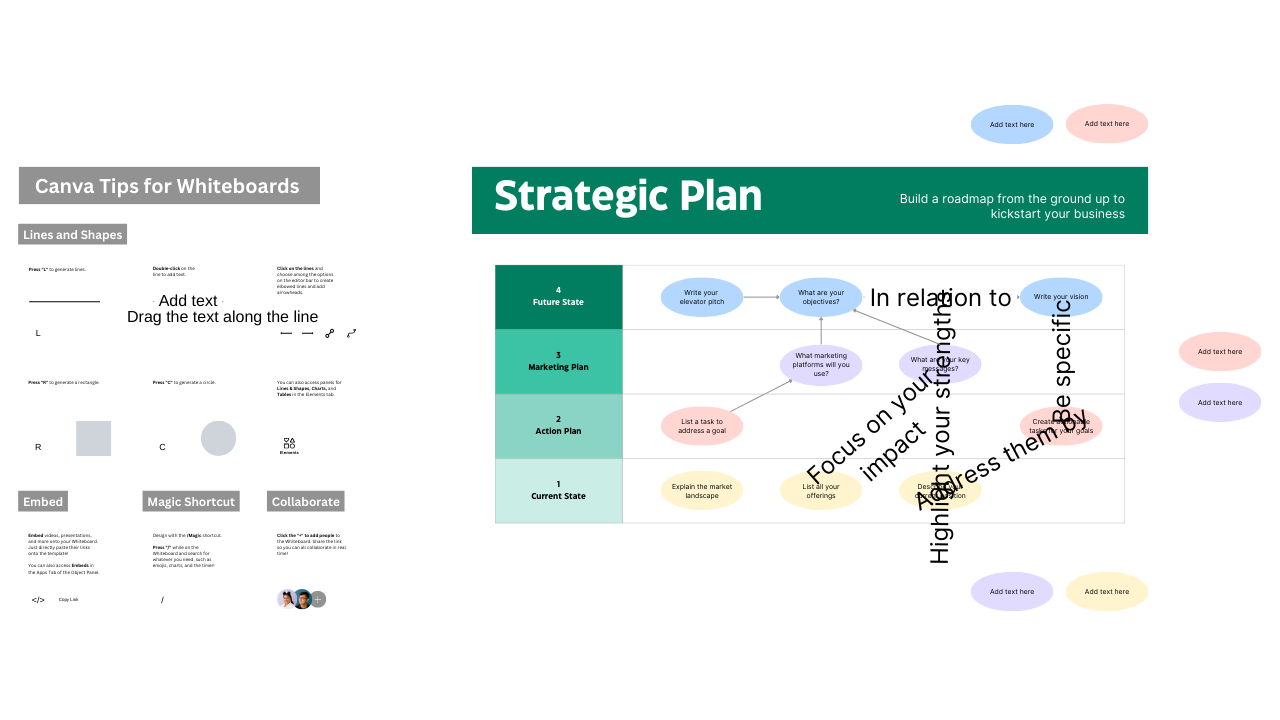 Add text here
Add text here
Canva Tips for Whiteboards
Lines and Shapes
Press "L" to generate lines.
L
Double-click on the
line to add text.
Add text
Drag the text along the line
Click on the lines and
choose among the options
on the editor bar to create
elbowed lines and add
arrowheads.
Press "R" to generate a rectangle.
R
Press "C" to generate a circle.
C
You can also access panels for
Lines & Shapes, Charts, and
Tables in the Elements tab.
Elements
Embed
Embed videos, presentations,
and more onto your Whiteboard.
Just directly paste their links
onto the template!
You can also access Embeds in
the Apps Tab of the Object Panel.
</>
Copy Link
Magic Shortcut
Design with the /Magic shortcut.
Press "/" while on the
Whiteboard and search for
whatever you need, such as
emojis, charts, and the timer!
/
Collaborate
Click the "+" to add people to
the Whiteboard. Share the link
so you can all collaborate in real
time!
Strategic Plan
Build a roadmap from the ground up to
kickstart your business
4
Future State
Write your
elevator pitch
What are your
objectives?
In relation to
Write your vision
3
Marketing Plan
What marketing
platforms will you
use?
What are your key
messages?
2
Action Plan
List a task to
address a goal
Create actionable
tasks for your goals
1
Current State
Explain the market
landscape
List all your
offerings
Focus on your
impact
Highlight your strengths
Address them by
Be specific
Add text here
Add text here
Add text here
Add text here